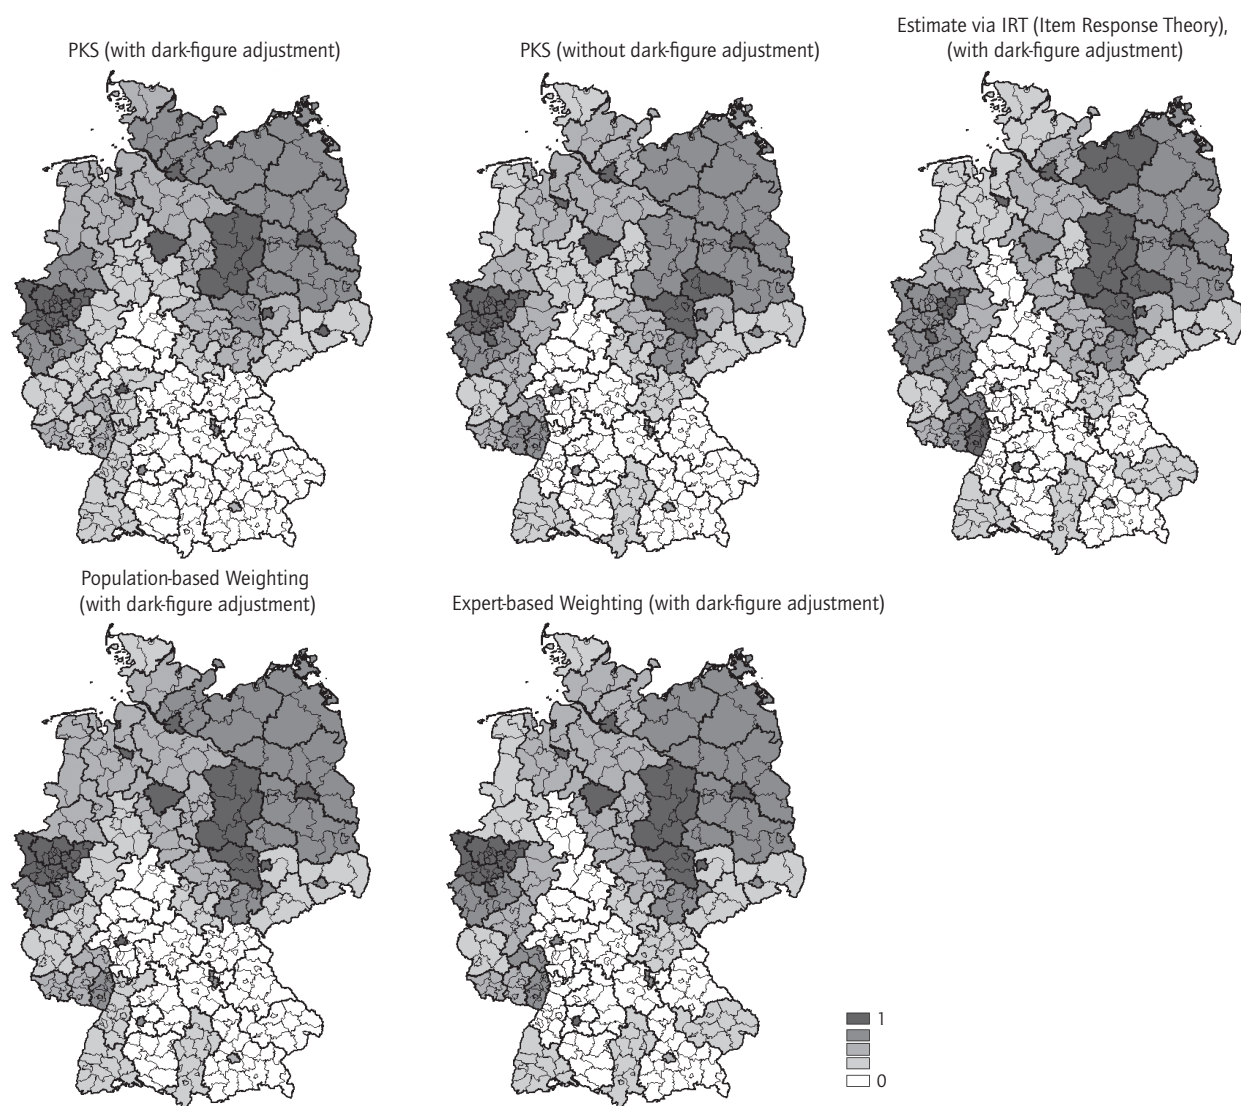 PKS (with dark-figure adjustment)
PKS (without dark-figure adjustment)
Estimate via IRT (Item Response Theory),
(with dark-figure adjustment)
Population-based Weighting
(with dark-figure adjustment)
Expert-based Weighting (with dark-figure adjustment)
1
0